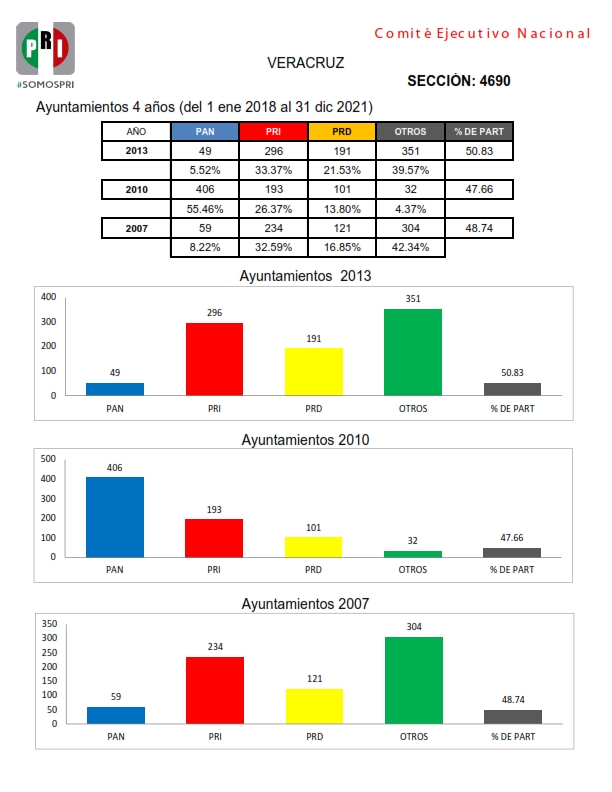 PRI
#SOMOSPRI
Comité Ejecutivo Nacional
VERACRUZ
SECCIÓN: 4690
Ayuntamientos 4 años (del 1 ene 2018 al 31 dic 2021)
AÑO PAN PRI PRD OTROS % DE PART
2013 49 296 191 351 50.83
5.52% 33.37% 21.53% 39.57%
2010 406 193 101 32 47.66
55.46% 26.37% 13.80% 4.37%
2007 59 234 121 304 48.74
8.22% 32.59% 16.85% 42.34%
Ayuntamientos 2013
400
300
200
100
0
49 296 191 351 50.83
PAN PRI PRD OTROS % DE PART
Ayuntamientos 2010
500
400
300
200
100
0
406 193 101 32 47.66
PAN PRI PRD OTROS % DE PART
Ayuntamientos 2007
350
300
250
200
150
100
50
0
59 234 121 304 48.74
PAN PRI PRD OTROS % DE PART